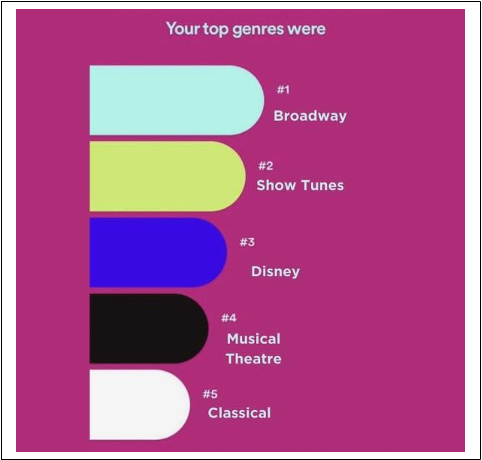 Your top genres were
#1
Broadway
#2
Show Tunes
#3
Disney
#4
Musical
Theatre
#5
Classical